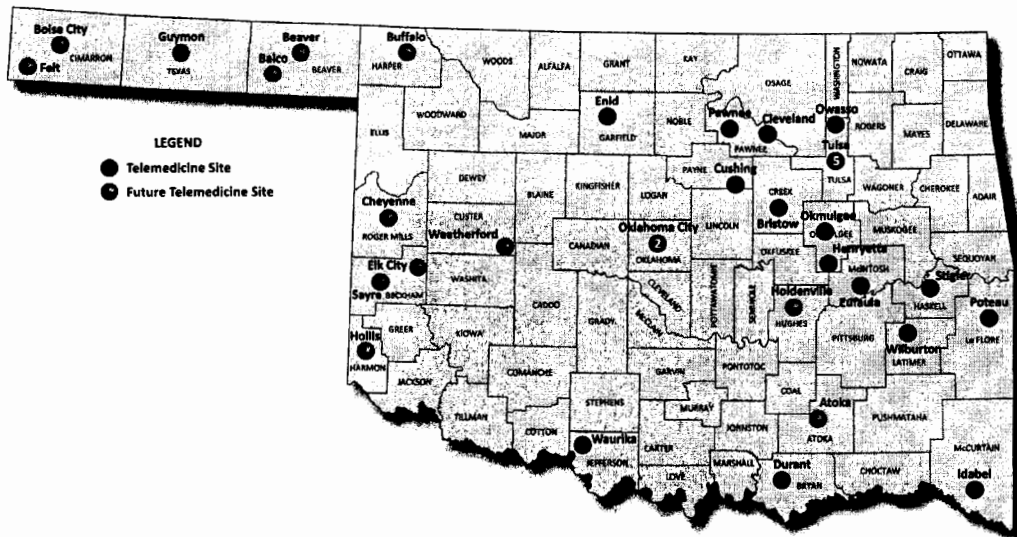 Boise City
CIMARRON
Felt
Guymon
TEXAS
Beaver
Balco
BEAVER
Buffalo
HARPER
WOODS
ALFALFA
GRANT
KAY
OSAGE
WASHINGTON
NOWATA
CRAIG
OTTAWA
WOODWARD
ELLIS
MAJOR
Enid
GARFIELD
NOBLE
Pawnee
Cleveland
PAWNEE
Owasso
ROGERS
MAYES
DELAWARE
Tulsa
5
TULSA
LEGEND
Telemedicine Site
Future Telemedicine Site
DEWEY
BLAINE
KINGFISHER
LOGAN
PAYNE
Cushing
CREEK
Bristow
WAGONER
CHEROKEE
ADAIR
Cheyenne
ROGER MILLS
CUSTER
Weatherford
CANADIAN
Oklahoma City
2
OKLAHOMA
LINCOLN
Okmulgee
OKFUSKEE
Henryetta
MUSKOGEE
SEQUOYAH
Elk City
Sayre
BECKHAM
WASHITA
CADDO
GRADY
CLEVELAND
McCLAIN
POTTAWATOMIE
SEMINOLE
Holdenville
HUGHES
McINTOSH
Eufaula
Stigler
HASKELL
Poteau
Le FLORE
Hollis
HARMON
GREER
KIOWA
JACKSON
COMANCHE
GARVIN
PONTOTOC
PITTSBURG
Wilburton
LATIMER
TILLMAN
COTTON
STEPHENS
MURRAY
COAL
Atoka
ATOKA
PUSHMATAHA
Waurika
JEFFERSON
CARTER
LOVE
JOHNSTON
MARSHALL
Durant
BRYAN
CHOCTAW
McCURTAIN
Idabel